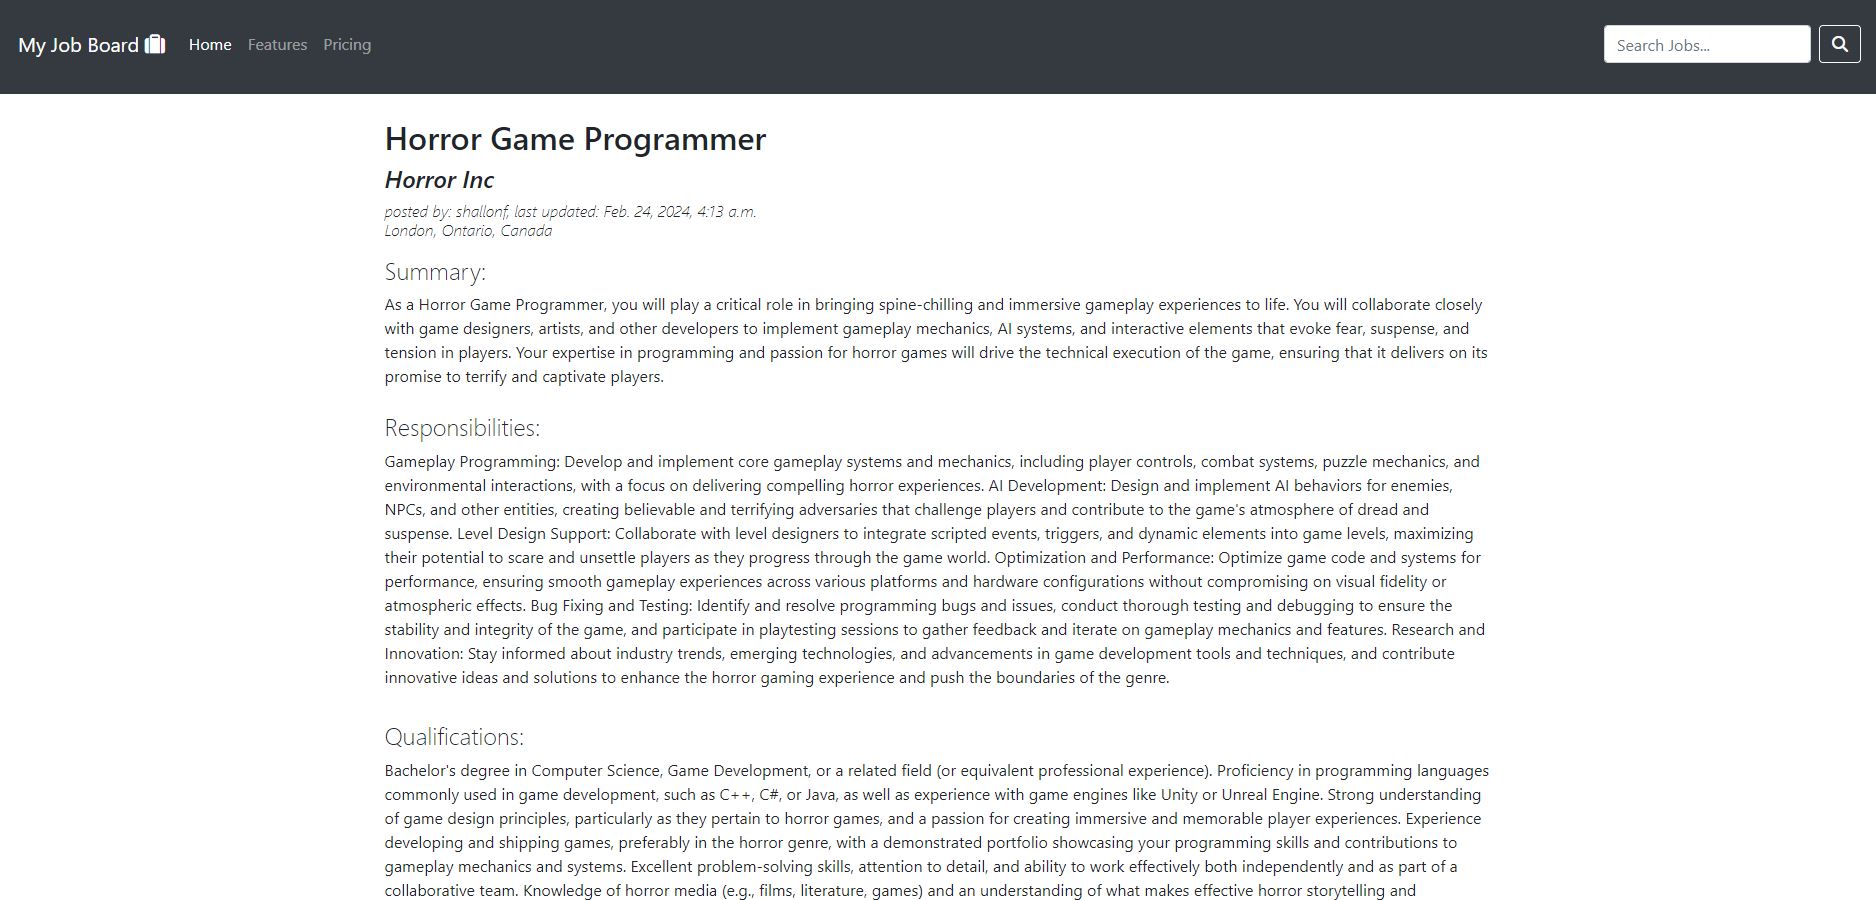 My Job Board Home Features Pricing Search Jobs...
Horror Game Programmer
Horror Inc
posted by: shallonf, last updated: Feb. 24, 2024, 4:13 a.m.
London, Ontario, Canada
Summary:
As a Horror Game Programmer, you will play a critical role in bringing spine-chilling and immersive gameplay experiences to life. You will collaborate closely
with game designers, artists, and other developers to implement gameplay mechanics, AI systems, and interactive elements that evoke fear, suspense, and
tension in players. Your expertise in programming and passion for horror games will drive the technical execution of the game, ensuring that it delivers on its
promise to terrify and captivate players.
Responsibilities:
Gameplay Programming: Develop and implement core gameplay systems and mechanics, including player controls, combat systems, puzzle mechanics, and
environmental interactions, with a focus on delivering compelling horror experiences. AI Development: Design and implement AI behaviors for enemies,
NPCs, and other entities, creating believable and terrifying adversaries that challenge players and contribute to the game's atmosphere of dread and
suspense. Level Design Support: Collaborate with level designers to integrate scripted events, triggers, and dynamic elements into game levels, maximizing
their potential to scare and unsettle players as they progress through the game world. Optimization and Performance: Optimize game code and systems for
performance, ensuring smooth gameplay experiences across various platforms and hardware configurations without compromising on visual fidelity or
atmospheric effects. Bug Fixing and Testing: Identify and resolve programming bugs and issues, conduct thorough testing and debugging to ensure the
stability and integrity of the game, and participate in playtesting sessions to gather feedback and iterate on gameplay mechanics and features. Research and
Innovation: Stay informed about industry trends, emerging technologies, and advancements in game development tools and techniques, and contribute
innovative ideas and solutions to enhance the horror gaming experience and push the boundaries of the genre.
Qualifications:
Bachelor's degree in Computer Science, Game Development, or a related field (or equivalent professional experience). Proficiency in programming languages
commonly used in game development, such as C++, C#, or Java, as well as experience with game engines like Unity or Unreal Engine. Strong understanding
of game design principles, particularly as they pertain to horror games, and a passion for creating immersive and memorable player experiences. Experience
developing and shipping games, preferably in the horror genre, with a demonstrated portfolio showcasing your programming skills and contributions to
gameplay mechanics and systems. Excellent problem-solving skills, attention to detail, and ability to work effectively both independently and as part of a
collaborative team. Knowledge of horror media (e.g., films, literature, games) and an understanding of what makes effective horror storytelling and